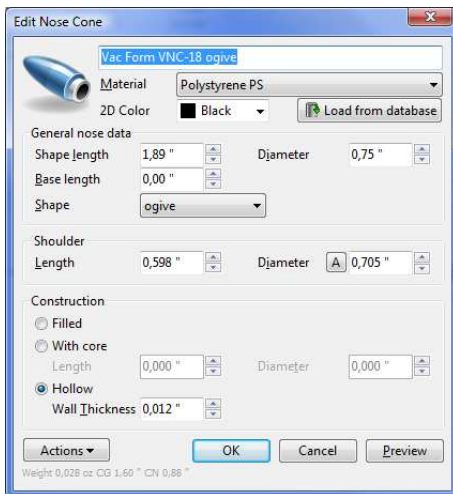 Edit Nose Cone
Vac Form VNC-18 ogive
Material Polystyrene PS
2D Color Black Load from database
General nose data
Shape length 1,89 " Diameter 0,75 "
Base length 0,00 "
Shape ogive
Shoulder
Length 0,598 " Diameter A 0,705 "
Construction
Filled
With core
Length 0,000 " Diameter 0,000 "
Hollow
Wall Thickness 0,012 "
Actions OK Cancel Preview
Weight 0,028 oz CG 1,60 " CN 0,88 "